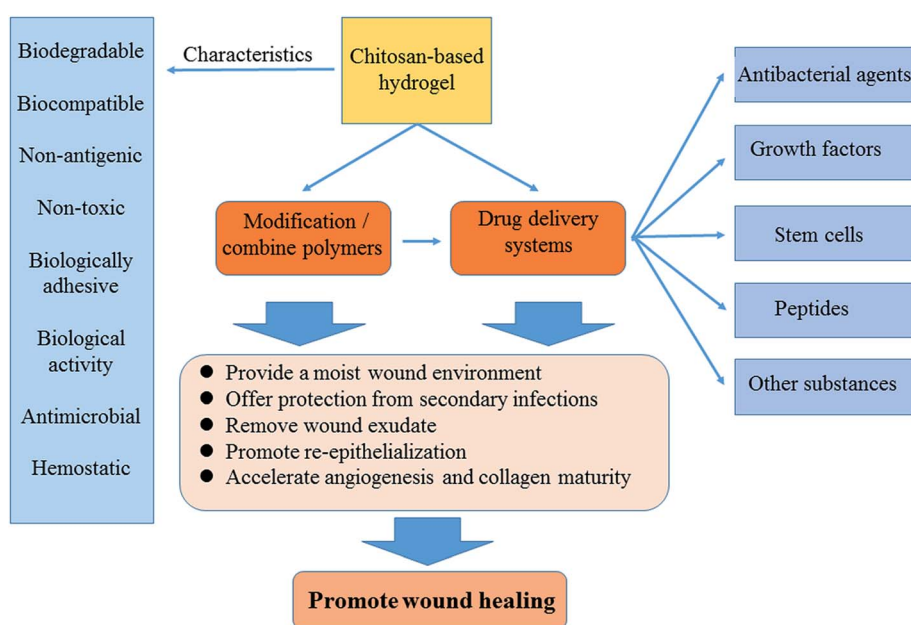 Biodegradable
Biocompatible
Non-antigenic
Non-toxic
Biologically
adhesive
Biological
activity
Antimicrobial
Hemostatic
Characteristics
Chitosan-based
hydrogel
Modification /
combine polymers
Drug delivery
systems
Antibacterial agents
Growth factors
Stem cells
Peptides
Other substances
● Provide a moist wound environment
● Offer protection from secondary infections
● Remove wound exudate
● Promote re-epithelialization
● Accelerate angiogenesis and collagen maturity
Promote wound healing